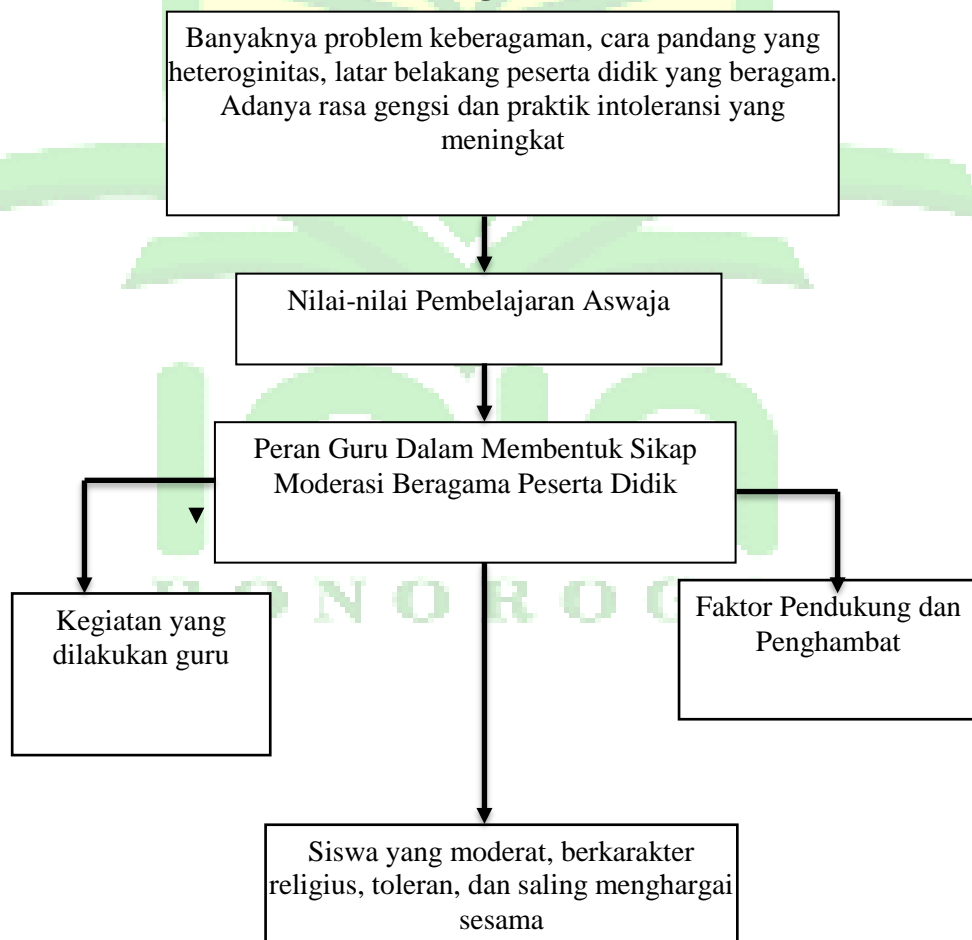 Banyaknya problem keberagaman, cara pandang yang
heteroginitas, latar belakang peserta didik yang beragam.
Adanya rasa gengsi dan praktik intoleransi yang
meningkat
Nilai-nilai Pembelajaran Aswaja
Peran Guru Dalam Membentuk Sikap
Moderasi Beragama Peserta Didik
Kegiatan yang
dilakukan guru
Faktor Pendukung dan
Penghambat
Siswa yang moderat, berkarakter
religius, toleran, dan saling menghargai
sesama